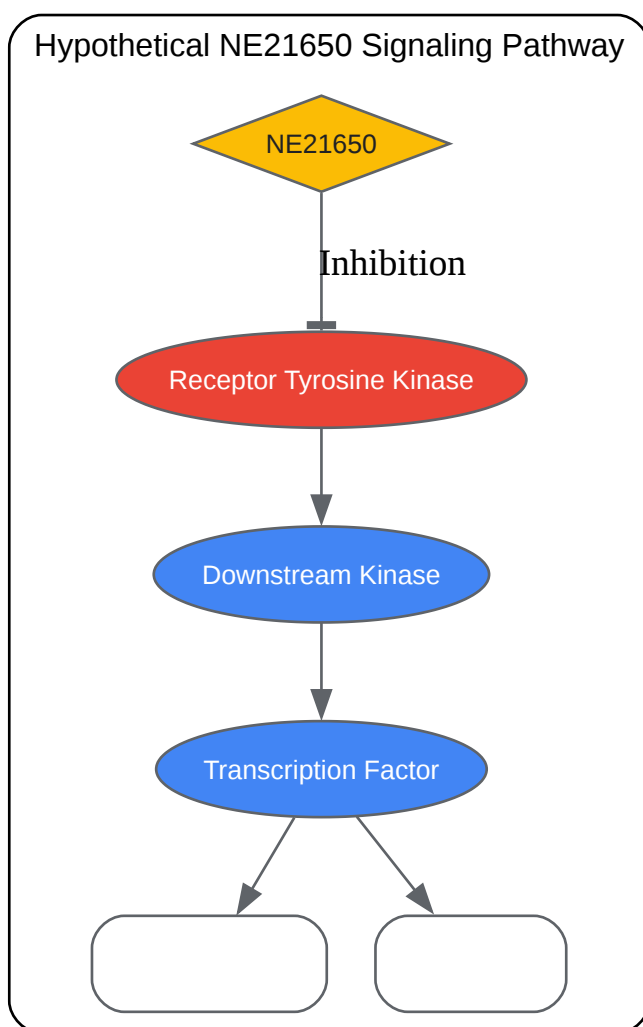 Hypothetical NE21650 Signaling Pathway
NE21650
Inhibition
Receptor Tyrosine Kinase
Downstream Kinase
Transcription Factor